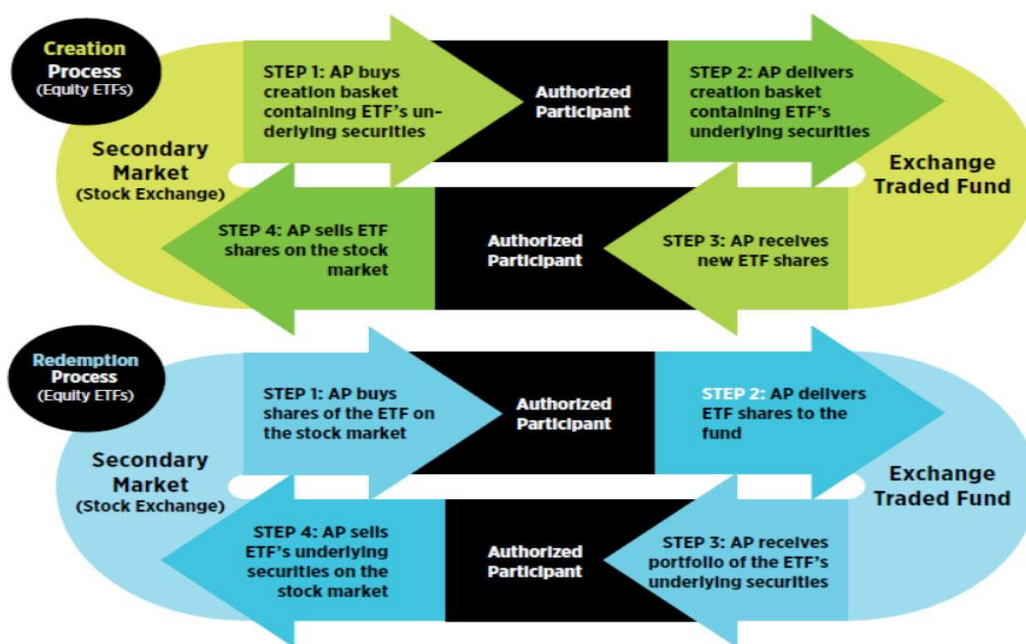 Creation
Process
(Equity ETFs)
STEP 1: AP buys
creation basket
containing ETF's un-
derlying securities
Authorized
Participant
STEP 2: AP delivers
creation basket
containing ETF's
underlying securities
Secondary
Market
(Stock Exchange)
Exchange
Traded Fund
STEP 4: AP sells ETF
shares on the stock
market
Authorized
Participant
STEP 3: AP receives
new ETF shares
Redemption
Process
(Equity ETFs)
STEP 1: AP buys
shares of the ETF on
the stock market
Authorized
Participant
STEP 2: AP delivers
ETF shares to the
fund
Secondary
Market
(Stock Exchange)
Exchange
Traded Fund
STEP 4: AP sells
ETF's underlying
securities on the
stock market
Authorized
Participant
STEP 3: AP receives
portfolio of the ETF's
underlying securities